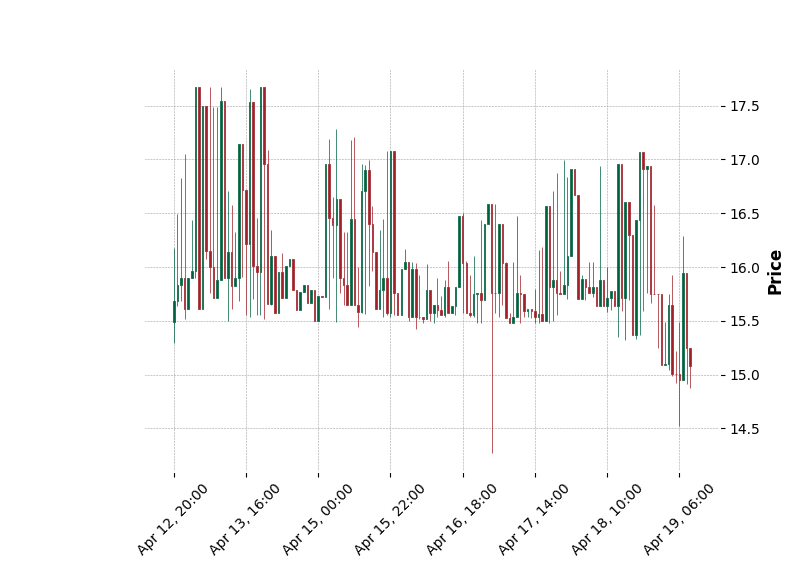 17.5
17.0
16.5
16.0
15.5
15.0
14.5
Price
Apr 12, 20:00
Apr 13, 16:00
Apr 15, 00:00
Apr 15, 22:00
Apr 16, 18:00
Apr 17, 14:00
Apr 18, 10:00
Apr 19, 06:00